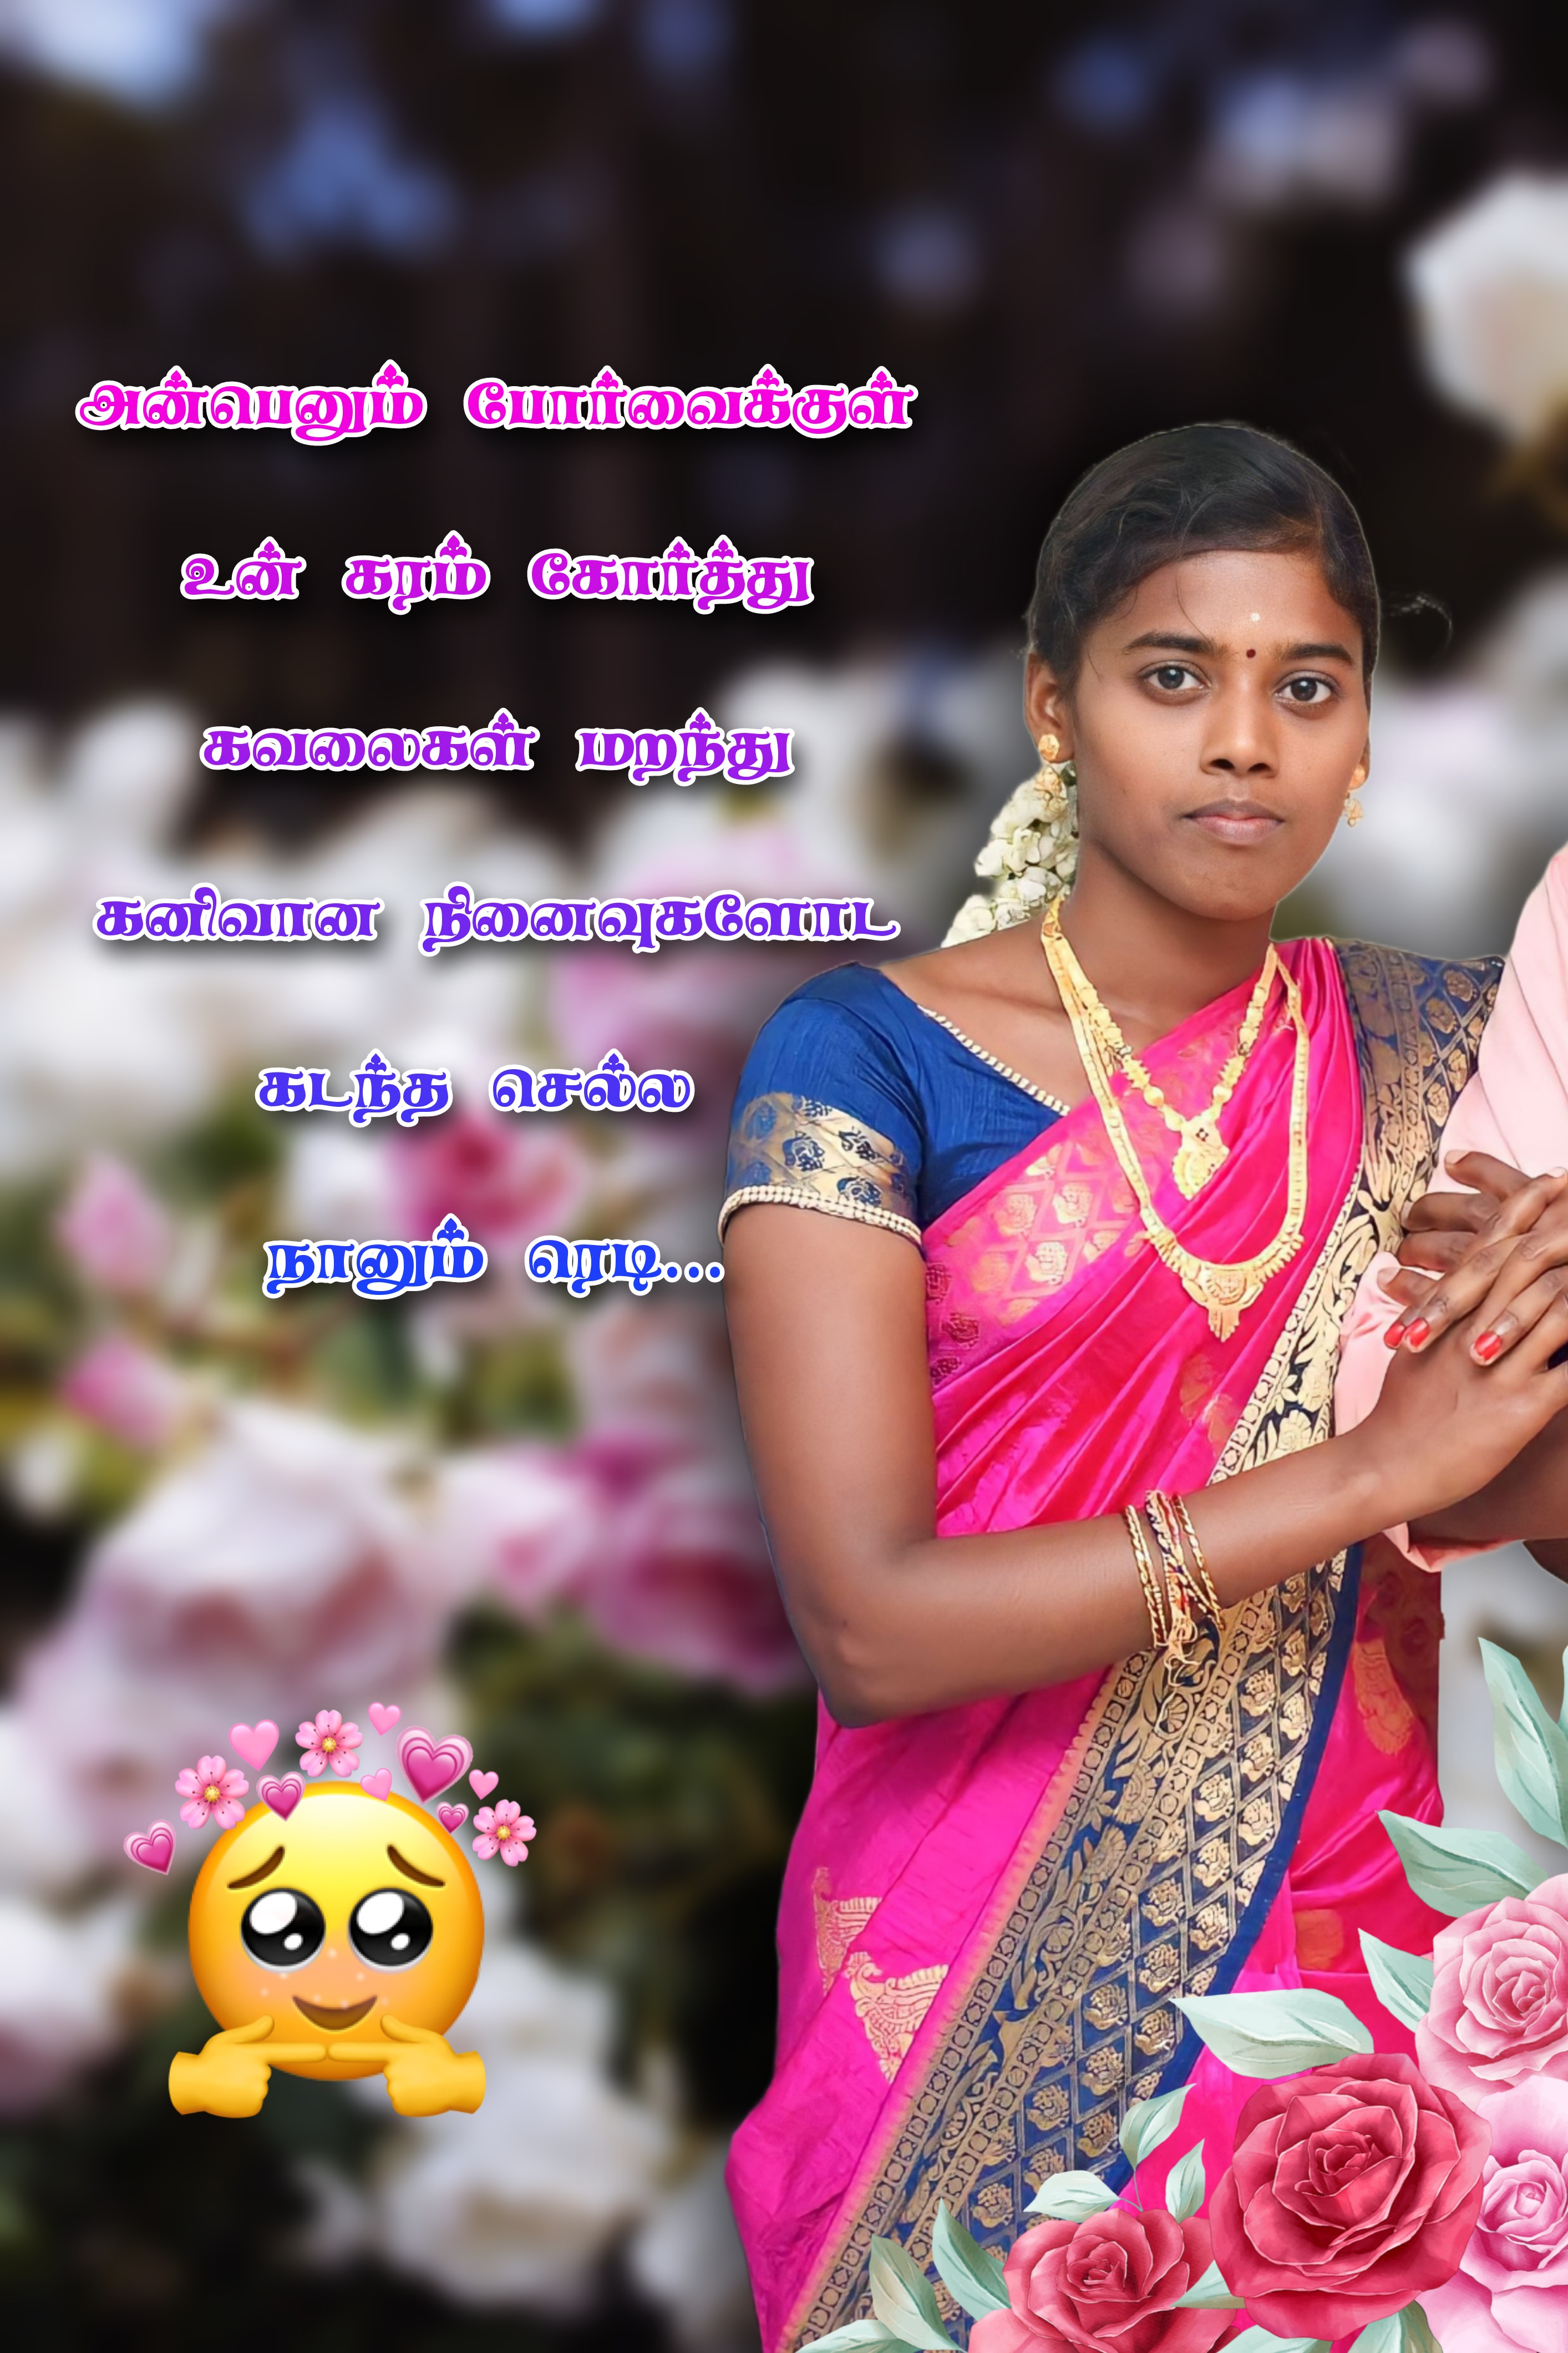 அன்பெனும் போர்வைக்குள்
உன் கரம் கோர்த்து
கவலைகள் மறந்து
கனிவான நினைவுகளோட
கடந்த செல்ல
நானும் ரெடி...